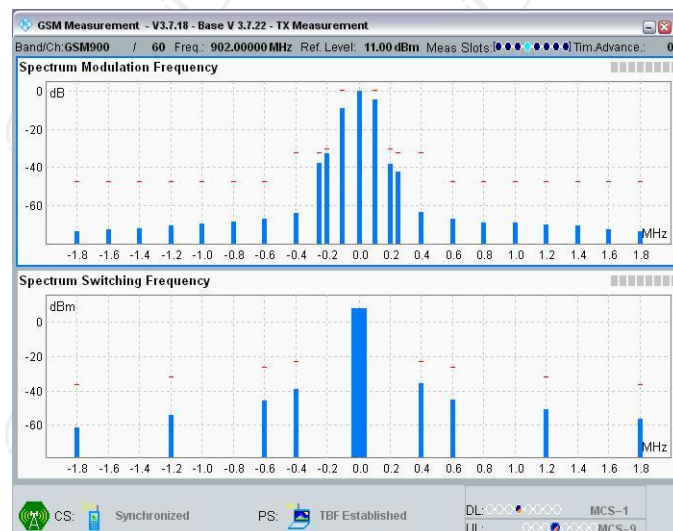 GSM Measurement - V3.7.18 - Base V 3.7.22 - TX Measurement
Band/Ch:GSM900 / 60 Freq.: 902.00000 MHz Ref. Level: 11.00 dBm Meas Slots: Tim.Advance.: 0
Spectrum Modulation Frequency
dB
0
-20
-40
-60
MHz
-1.8 -1.6 -1.4 -1.2 -1.0 -0.8 -0.6 -0.4 -0.2 0.0 0.2 0.4 0.6 0.8 1.0 1.2 1.4 1.6 1.8
Spectrum Switching Frequency
dBm
0
-20
-40
-60
MHz
-1.8 -1.6 -1.4 -1.2 -1.0 -0.8 -0.6 -0.4 -0.2 0.0 0.2 0.4 0.6 0.8 1.0 1.2 1.4 1.6 1.8
CS: Synchronized PS: TBF Established DL: MCS-1
UL: MCS-9